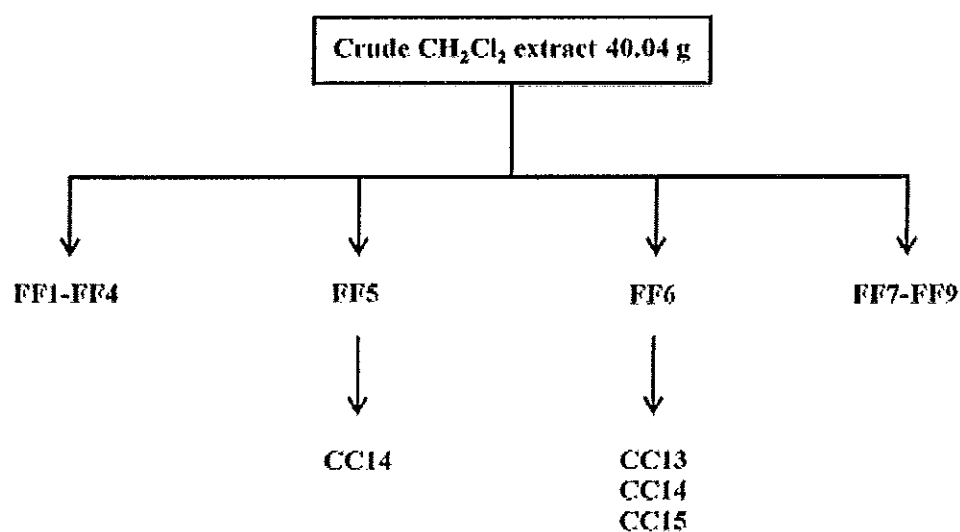 Crude CH₂Cl₂ extract 40.04 g
FF1-FF4 FF5 FF6 FF7-FF9
CC14 CC13
CC14
CC15